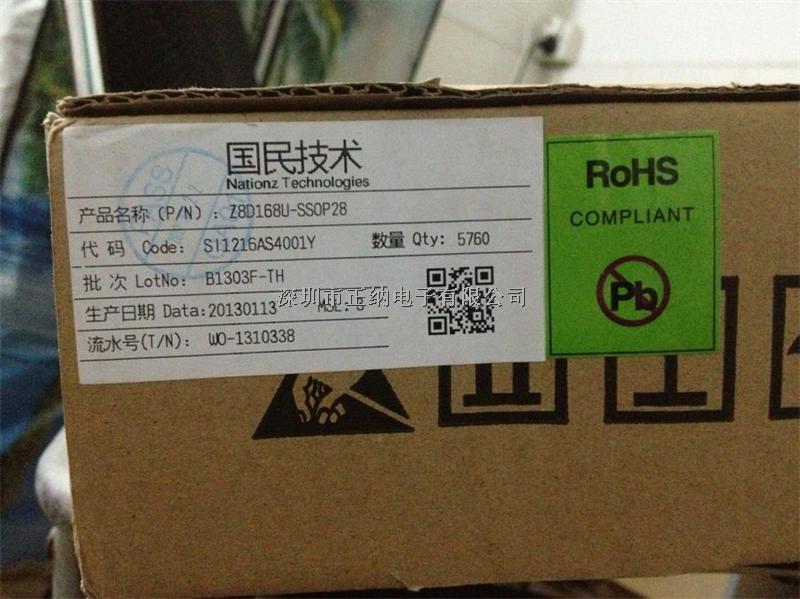 国民技术
Nationz Technologies
产品名称 (P/N): Z8D168U-SSOP28
代 码 Code: SI1216AS4001Y 数量 Qty: 5760
批 次 LotNo: B1303F-TH
生产日期 Data:20130113 MSL: 3
流水号(T/N): WO-1310338
深圳市正纳电子有限公司
RoHS
COMPLIANT
Pb